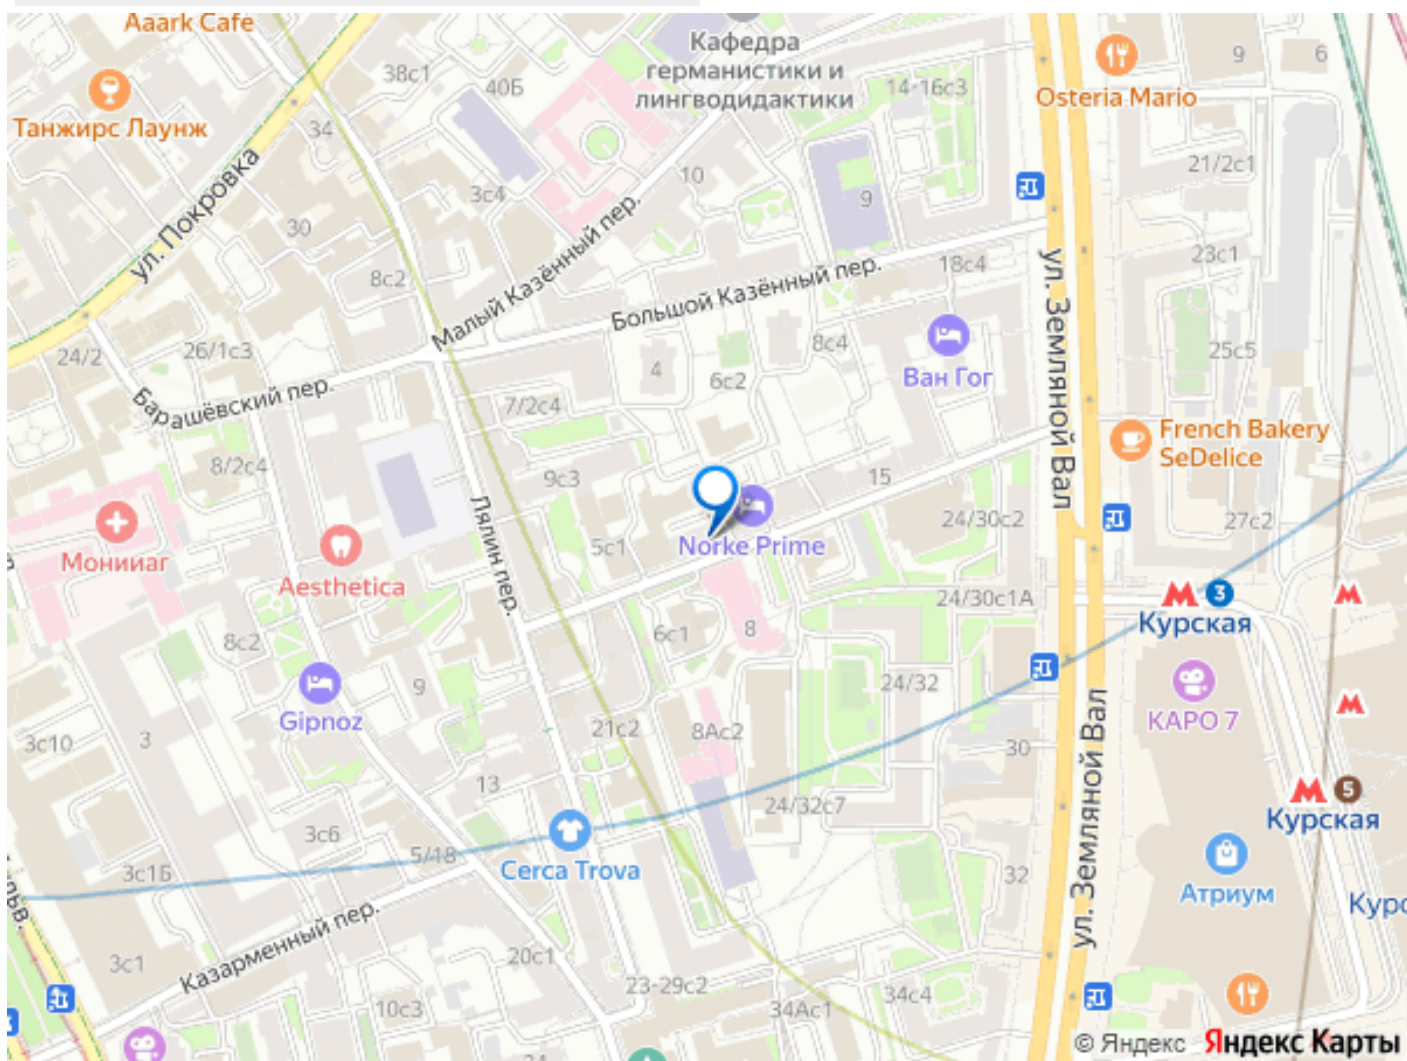 Aaark Cafe
Кафедра
германистики и
лингводидактики
38с1
40Б
14-16с3
9
6
Osteria Mario
Танжирс Лаунж
34
ул. Покровка
3с4
10
9
21/2с1
30
Малый Казённый пер.
8с2
Большой Казённый пер.
18с4
23с1
ул. Земляной Вал
24/2
26/1с3
4
6с2
8с4
Ван Гог
25с5
Барашёвский пер.
7/2с4
French Bakery
SeDelice
8/2с4
9с3
15
Лялин пер.
24/30с2
27с2
Монииаг
Aesthetica
5с1
Norke Prime
24/30с1А
3
Курская
8с2
6с1
8
9
24/32
Gipnoz
КАРО 7
3с10
3
21с2
8Ас2
30
ул. Земляной Вал
13
24/32с7
5
Курская
3с6
5/18
3с1Б
Cerca Trova
32
Атриум
Курс
Казарменный пер.
3с1
20с1
23-29с2
10с3
34Ас1
34с4
24
© Яндекс Яндекс Карты